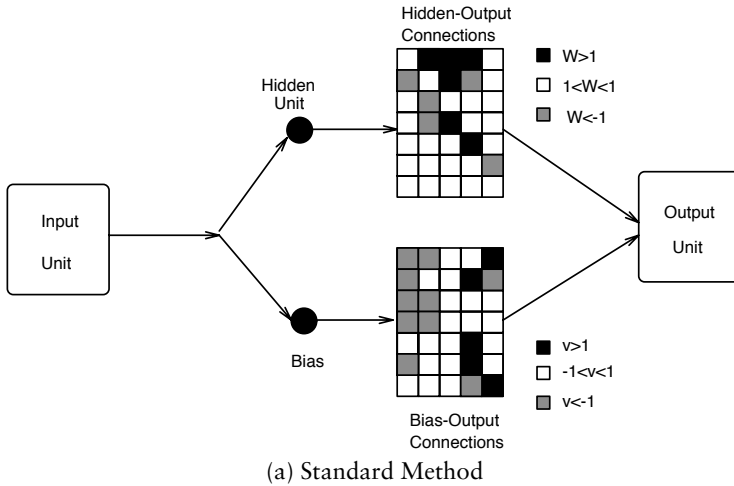 Hidden-Output
Connections
W>1
1<W<1
W<-1
Hidden
Unit
Input
Unit
Output
Unit
Bias
v>1
-1<v<1
v<-1
Bias-Output
Connections
(a) Standard Method